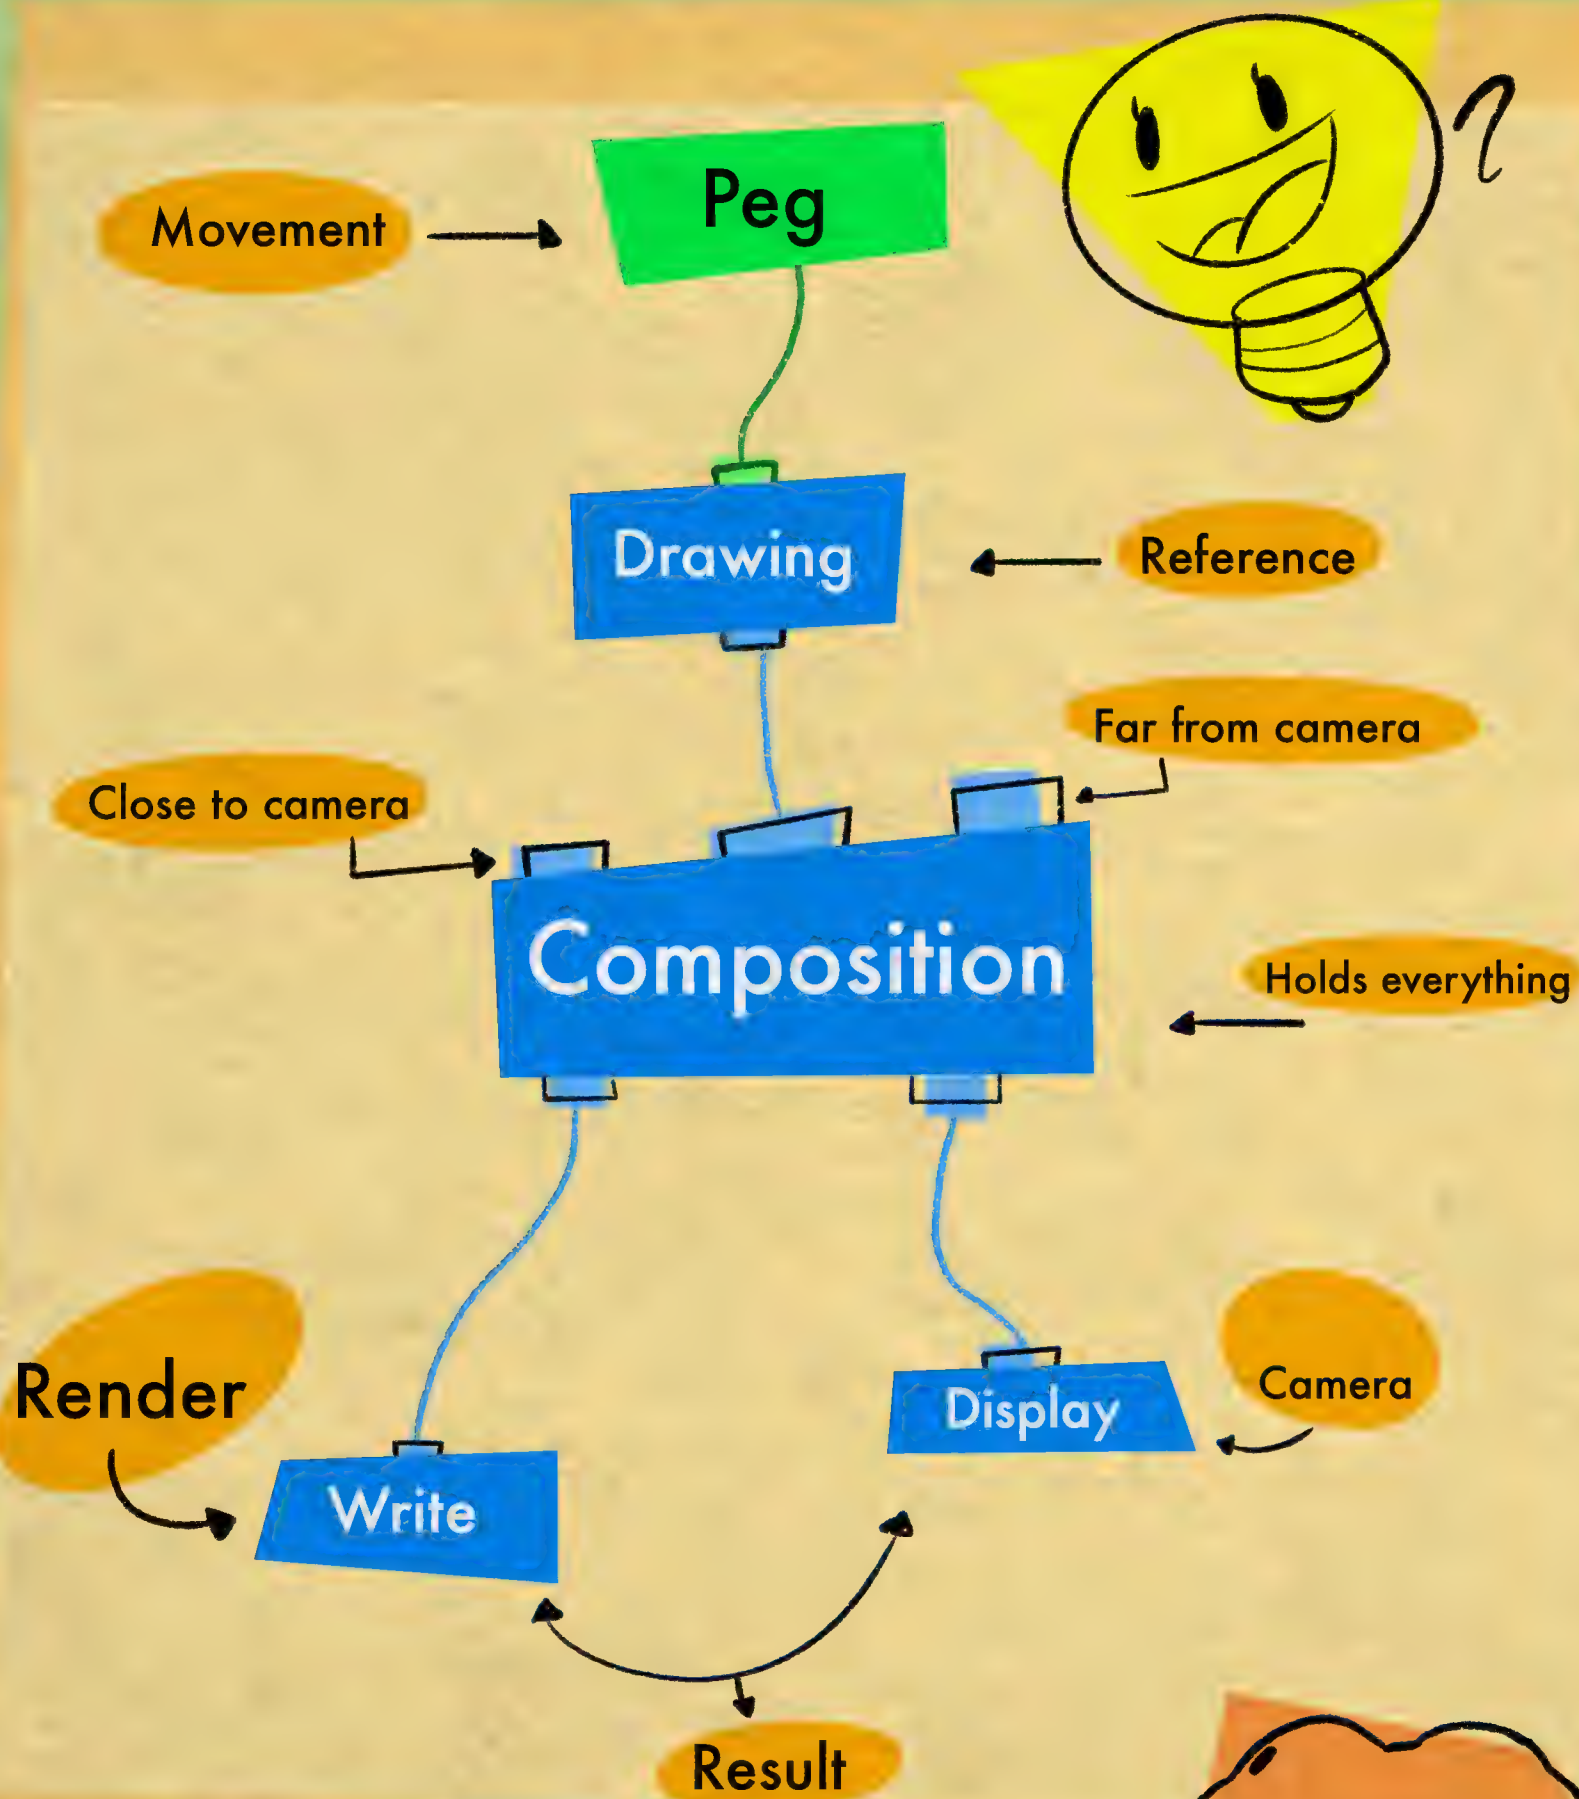 Peg
Movement
Drawing
Reference
Far from camera
Close to camera
Composition
Holds everything
Render
Camera
Display
Write
Result
?